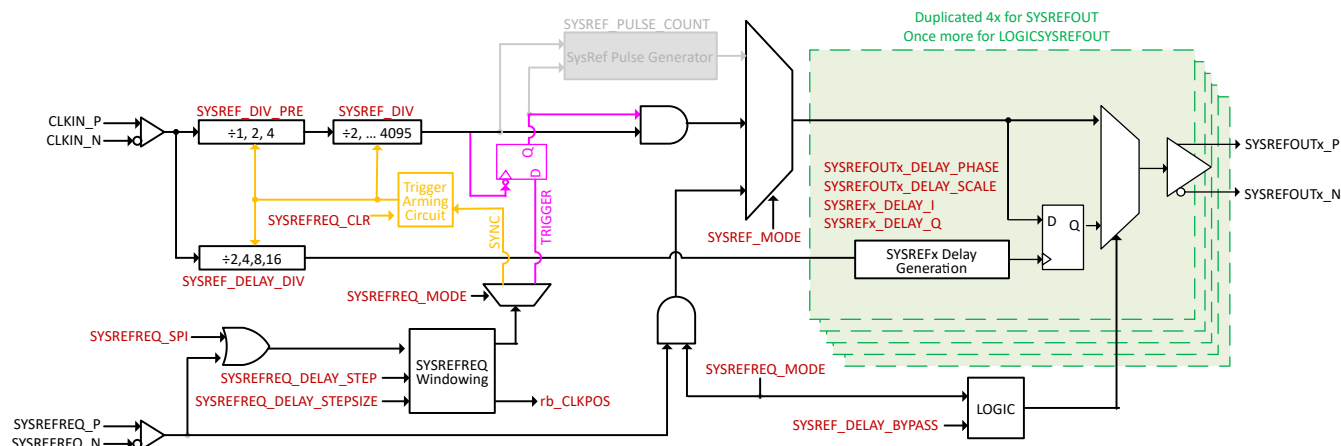 Duplicated 4x for SYSREFOUT
Once more for LOGICSYSREFOUT
SYSREF_PULSE_COUNT
SysRef Pulse Generator
SYSREF_DIV_PRE
SYSREF_DIV
CLKIN_P
CLKIN_N
÷1, 2, 4
÷2, ... 4095
Q
D
TRIGGER
SYNC
Trigger
Arming
Circuit
SYSREFREQ_CLR
÷2,4,8,16
SYSREF_DELAY_DIV
SYSREF_MODE
SYSREFOUTx_DELAY_PHASE
SYSREFOUTx_DELAY_SCALE
SYSREFx_DELAY_I
SYSREFx_DELAY_Q
SYSREFx Delay
Generation
D
Q
SYSREFOUTx_P
SYSREFOUTx_N
SYSREFREQ_MODE
SYSREFREQ_SPI
SYSREFREQ
Windowing
SYSREFREQ_DELAY_STEP
SYSREFREQ_DELAY_STEPSIZE
rb_CLKPOS
SYSREFREQ_MODE
LOGIC
SYSREF_DELAY_BYPASS
SYSREFREQ_P
SYSREFREQ_N